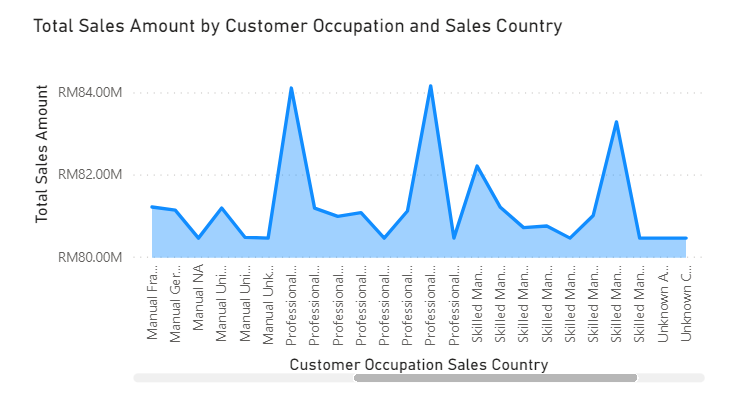 Total Sales Amount by Customer Occupation and Sales Country
Total Sales Amount
RM84.00M
RM82.00M
RM80.00M
Manual Fra...
Manual Ger...
Manual NA
Manual Uni...
Manual Uni...
Manual Unk...
Professional...
Professional...
Professional...
Professional...
Professional...
Professional...
Professional...
Professional...
Skilled Man...
Skilled Man...
Skilled Man...
Skilled Man...
Skilled Man...
Skilled Man...
Skilled Man...
Skilled Man...
Unknown A...
Unknown C...
Customer Occupation Sales Country